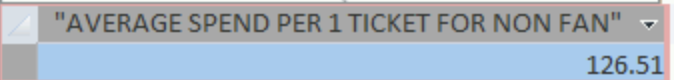 "AVERAGE SPEND PER 1 TICKET FOR NON FAN"
126.51